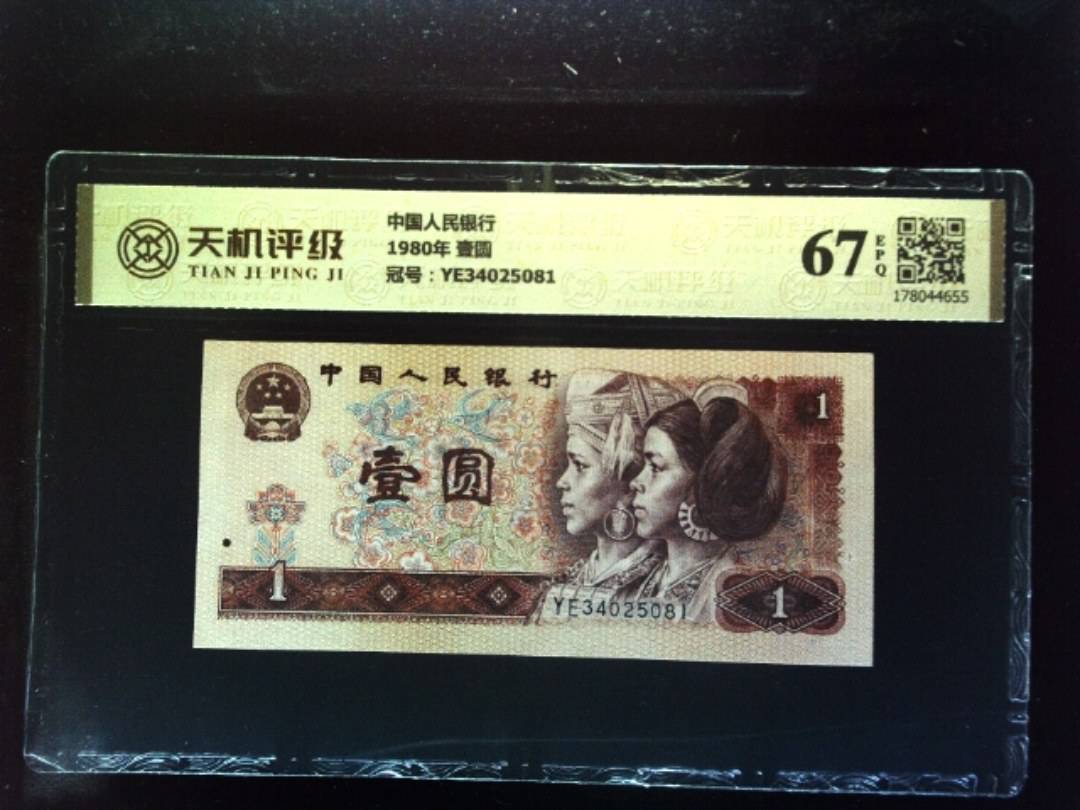 天机评级
TIAN JI PING JI
中国人民银行
1980年 壹圆
冠号：YE34025081
67
EPQ
178044655
中国人民银行
1
壹圆
1
YE34025081
1